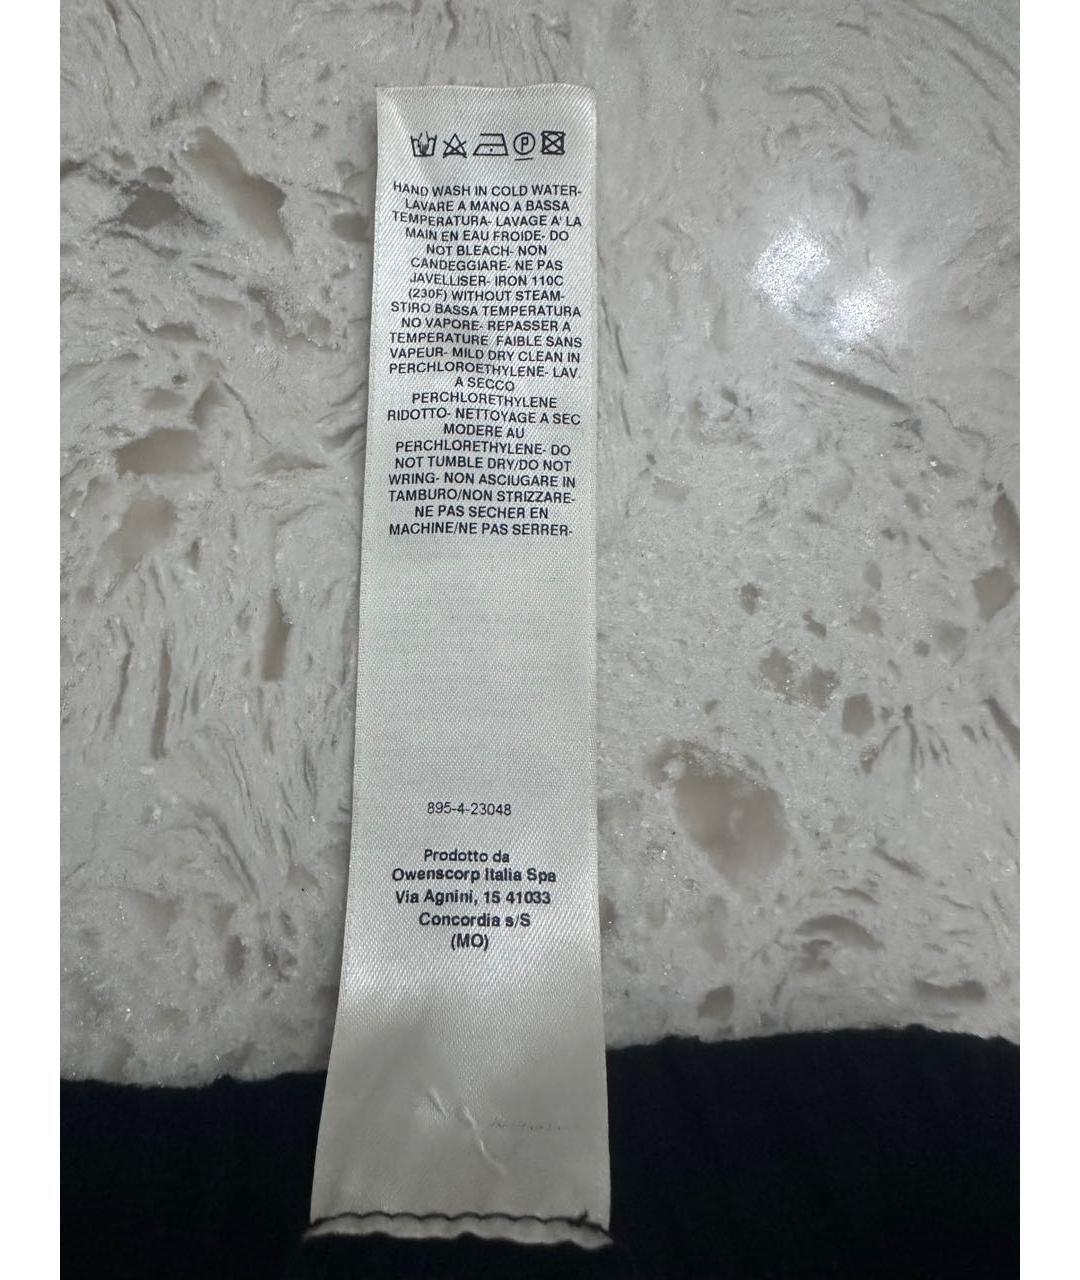 HAND WASH IN COLD WATER-
LAVARE A MANO A BASSA
TEMPERATURA- LAVAGE A' LA
MAIN EN EAU FROIDE- DO
NOT BLEACH- NON
CANDEGGIARE- NE PAS
JAVELLISER- IRON 110C
(230F) WITHOUT STEAM-
STIRO BASSA TEMPERATURA
NO VAPORE- REPASSER A
TEMPERATURE FAIBLE SANS
VAPEUR- MILD DRY CLEAN IN
PERCHLOROETHYLENE- LAV.
A SECCO
PERCHLORETHYLENE
RIDOTTO- NETTOYAGE A SEC
MODERE AU
PERCHLORETHYLENE- DO
NOT TUMBLE DRY/DO NOT
WRING- NON ASCIUGARE IN
TAMBURO/NON STRIZZARE-
NE PAS SECHER EN
MACHINE/NE PAS SERRER-
895-4-23048
Prodotto da
Owenscorp Italia Spa
Via Agnini, 15 41033
Concordia s/S
(MO)